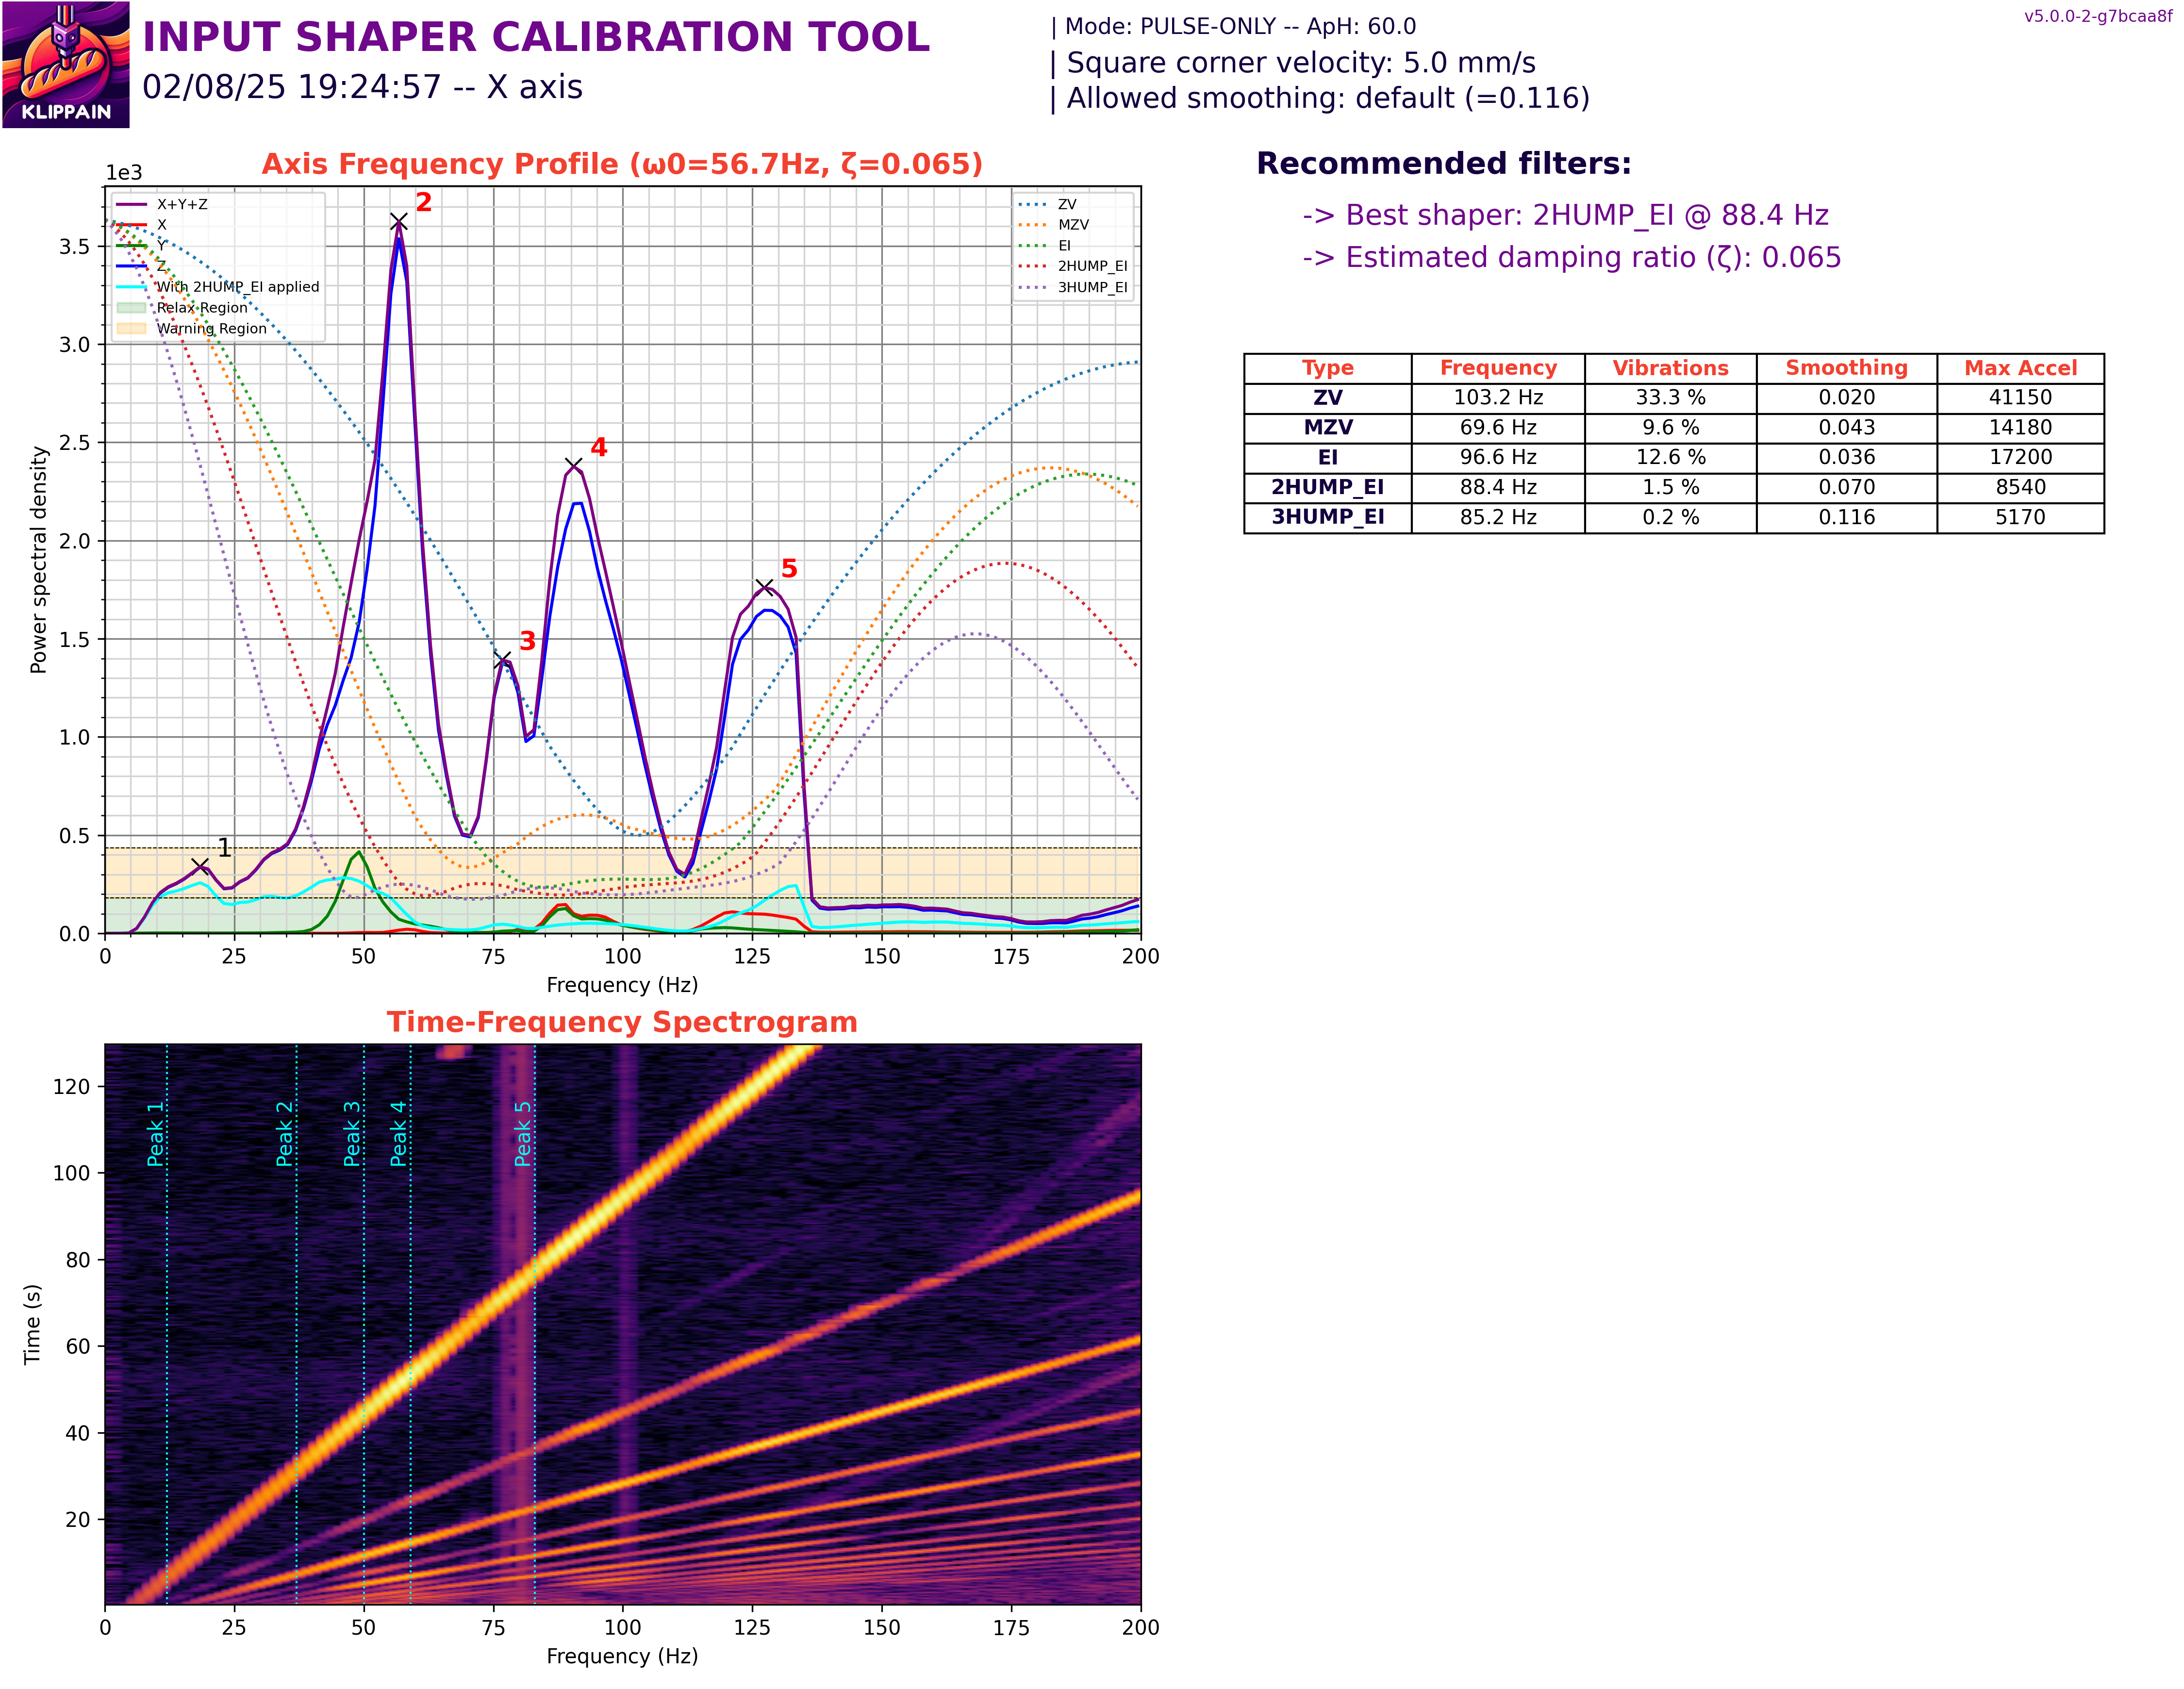 KLIPPAIN
INPUT SHAPER CALIBRATION TOOL
02/08/25 19:24:57 -- X axis
| Mode: PULSE-ONLY -- ApH: 60.0
| Square corner velocity: 5.0 mm/s
| Allowed smoothing: default (=0.116)
v5.0.0-2-g7bcaa8f
Axis Frequency Profile (ω0=56.7Hz, ζ=0.065)
1e3
X+Y+Z
X
Y
Z
With 2HUMP_EI applied
Relax Region
Warning Region
ZV
MZV
EI
2HUMP_EI
3HUMP_EI
1
2
3
4
5
Power spectral density
3.5
3.0
2.5
2.0
1.5
1.0
0.5
0.0
0 25 50 75 100 125 150 175 200
Frequency (Hz)
Recommended filters:
-> Best shaper: 2HUMP_EI @ 88.4 Hz
-> Estimated damping ratio (ζ): 0.065
Type Frequency Vibrations Smoothing Max Accel
ZV 103.2 Hz 33.3 % 0.020 41150
MZV 69.6 Hz 9.6 % 0.043 14180
EI 96.6 Hz 12.6 % 0.036 17200
2HUMP_EI 88.4 Hz 1.5 % 0.070 8540
3HUMP_EI 85.2 Hz 0.2 % 0.116 5170
Time-Frequency Spectrogram
Peak 1
Peak 2
Peak 3
Peak 4
Peak 5
Time (s)
120
100
80
60
40
20
0 25 50 75 100 125 150 175 200
Frequency (Hz)